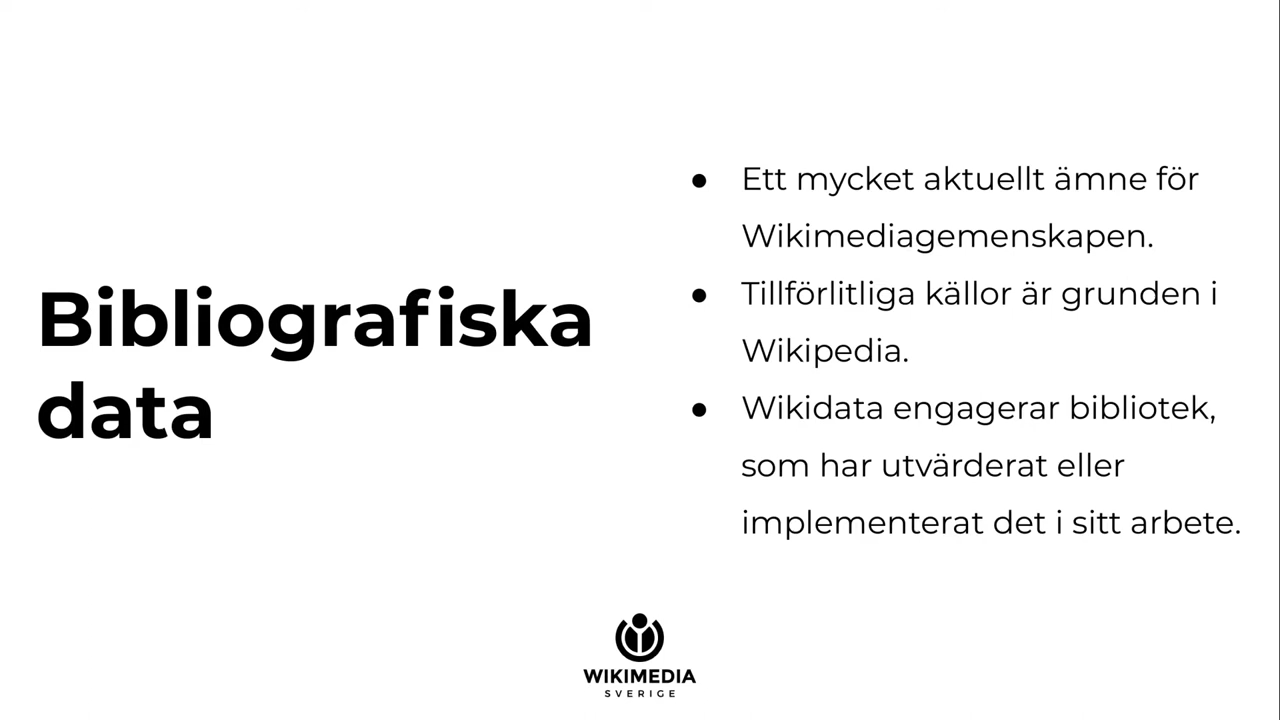 Bibliografiska
data
● Ett mycket aktuellt ämne för
Wikimediagemenskapen.
● Tillförlitliga källor är grunden i
Wikipedia.
● Wikidata engagerar bibliotek,
som har utvärderat eller
implementerat det i sitt arbete.
WIKIMEDIA
SVERIGE